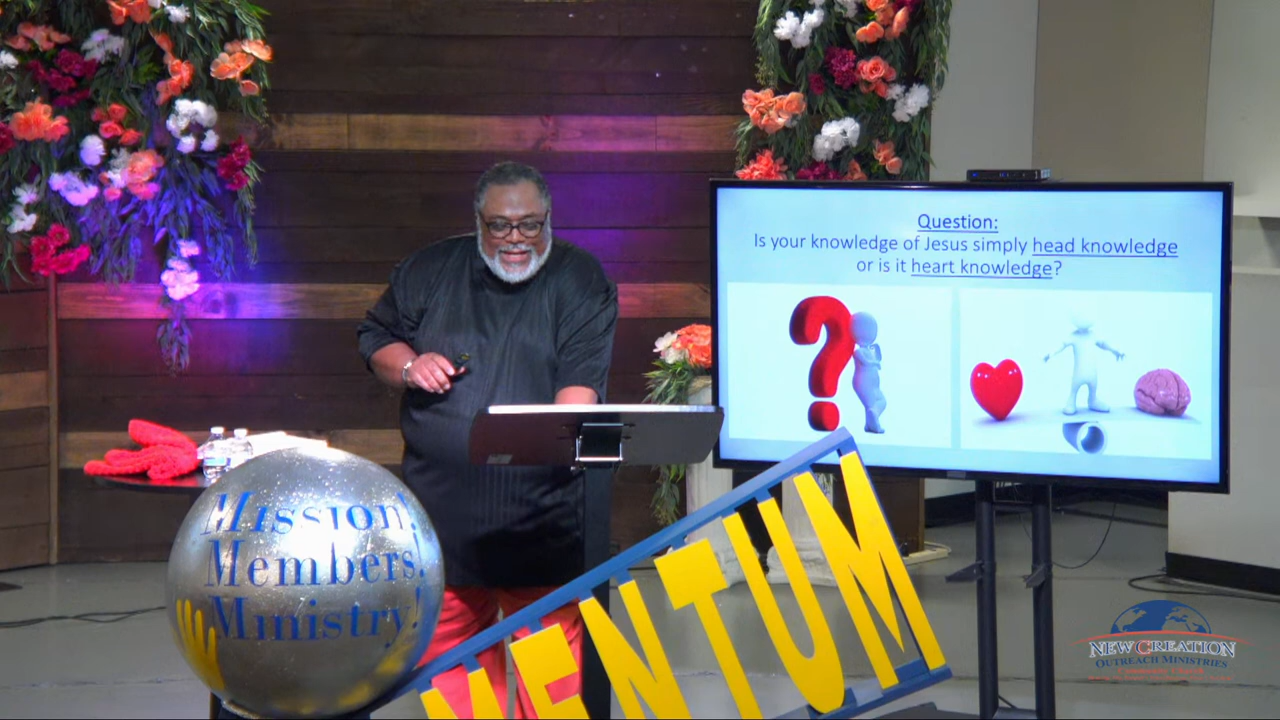 Question:
Is your knowledge of Jesus simply head knowledge
or is it heart knowledge?
Mission!
Members!
Ministry!
MENTUM
NEW CREATION
OUTREACH MINISTRIES